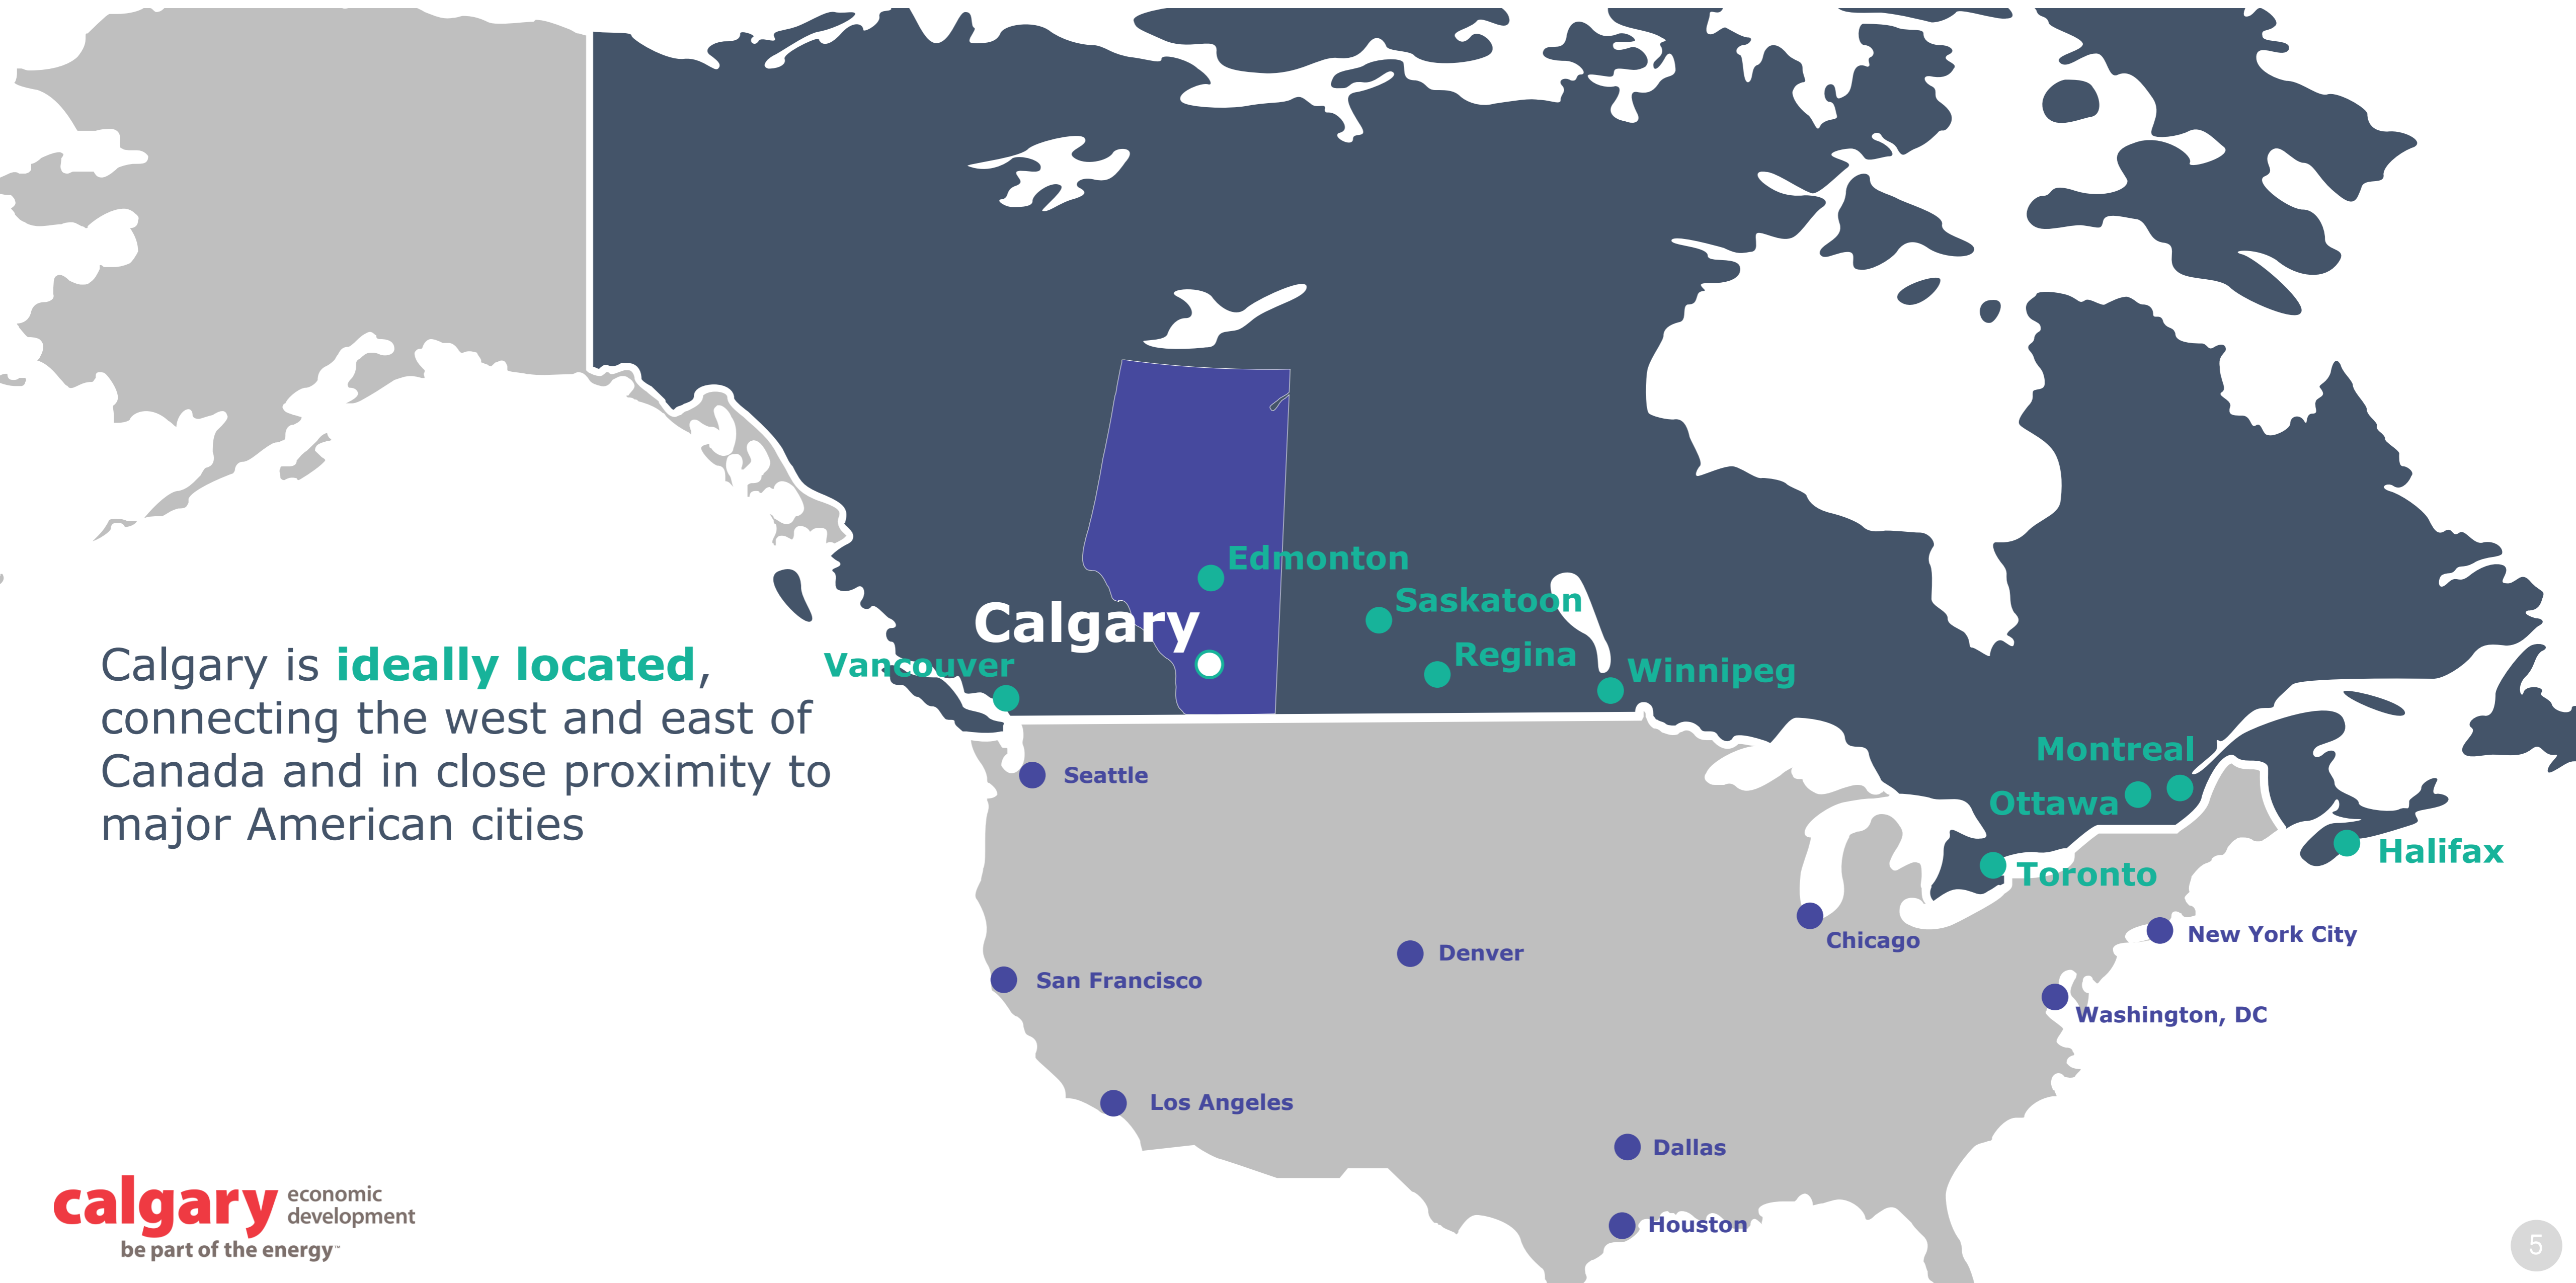 Edmonton
Saskatoon
Calgary
Regina
Vancouver
Winnipeg
Calgary is ideally located,
connecting the west and east of
Canada and in close proximity to
major American cities
Montreal
Seattle
Ottawa
Halifax
Toronto
Chicago
New York City
Denver
San Francisco
Washington, DC
Los Angeles
Dallas
Houston
calgary economic
development
be part of the energy™
5